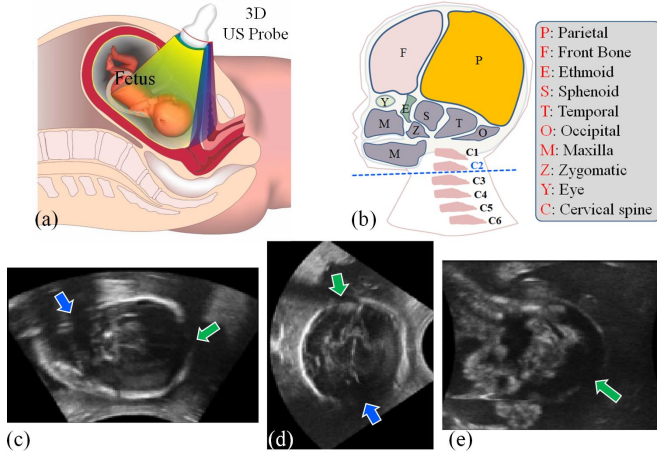 3D
US Probe
Fetus
(a)
F
P
Y
E
M
S
Z
T
O
M
C1
C2
C3
C4
C5
C6
(b)
P: Parietal
F: Front Bone
E: Ethmoid
S: Sphenoid
T: Temporal
O: Occipital
M: Maxilla
Z: Zygomatic
Y: Eye
C: Cervical spine
(c)
(d)
(e)